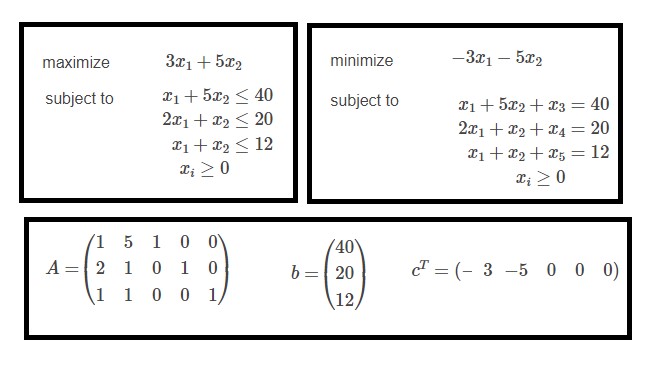 maximize 3x₁ + 5x₂
subject to x₁ + 5x₂ ≤ 40
2x₁ + x₂ ≤ 20
x₁ + x₂ ≤ 12
xᵢ ≥ 0
minimize −3x₁ − 5x₂
subject to x₁ + 5x₂ + x₃ = 40
2x₁ + x₂ + x₄ = 20
x₁ + x₂ + x₅ = 12
xᵢ ≥ 0
A = (1 5 1 0 0
2 1 0 1 0
1 1 0 0 1)
b = (40
20
12)
cᵀ = (− 3 −5 0 0 0)